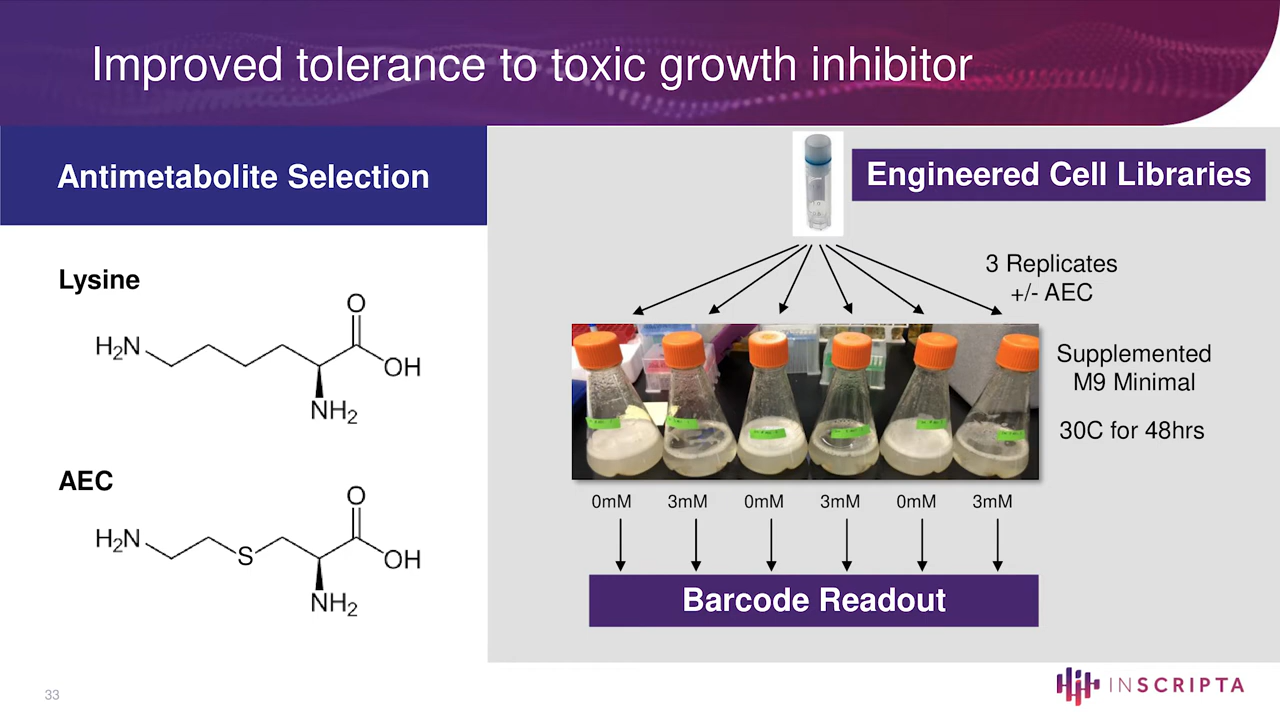 Improved tolerance to toxic growth inhibitor
Antimetabolite Selection
Lysine
O
H₂N
OH
NH₂
AEC
O
H₂N
S
OH
NH₂
Engineered Cell Libraries
3 Replicates
+/- AEC
Supplemented
M9 Minimal
30C for 48hrs
0mM 3mM 0mM 3mM 0mM 3mM
Barcode Readout
33
INSCRIPTA